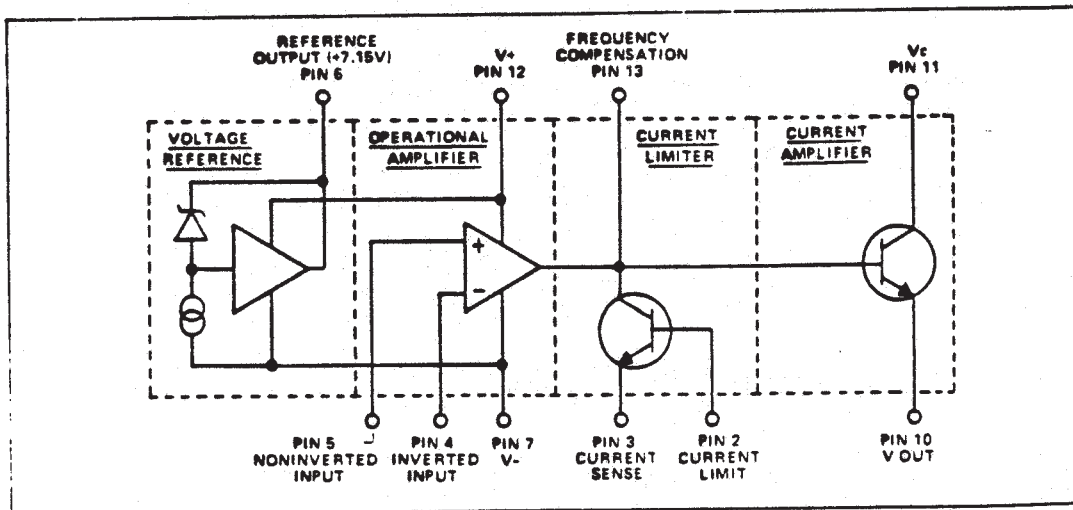 REFERENCE
OUTPUT (+7.15V)
PIN 6
V+
PIN 12
FREQUENCY
COMPENSATION
PIN 13
Vc
PIN 11
VOLTAGE
REFERENCE
OPERATIONAL
AMPLIFIER
CURRENT
LIMITER
CURRENT
AMPLIFIER
+
−
PIN 5
NONINVERTED
INPUT
PIN 4
INVERTED
INPUT
PIN 7
V-
PIN 3
CURRENT
SENSE
PIN 2
CURRENT
LIMIT
PIN 10
V OUT